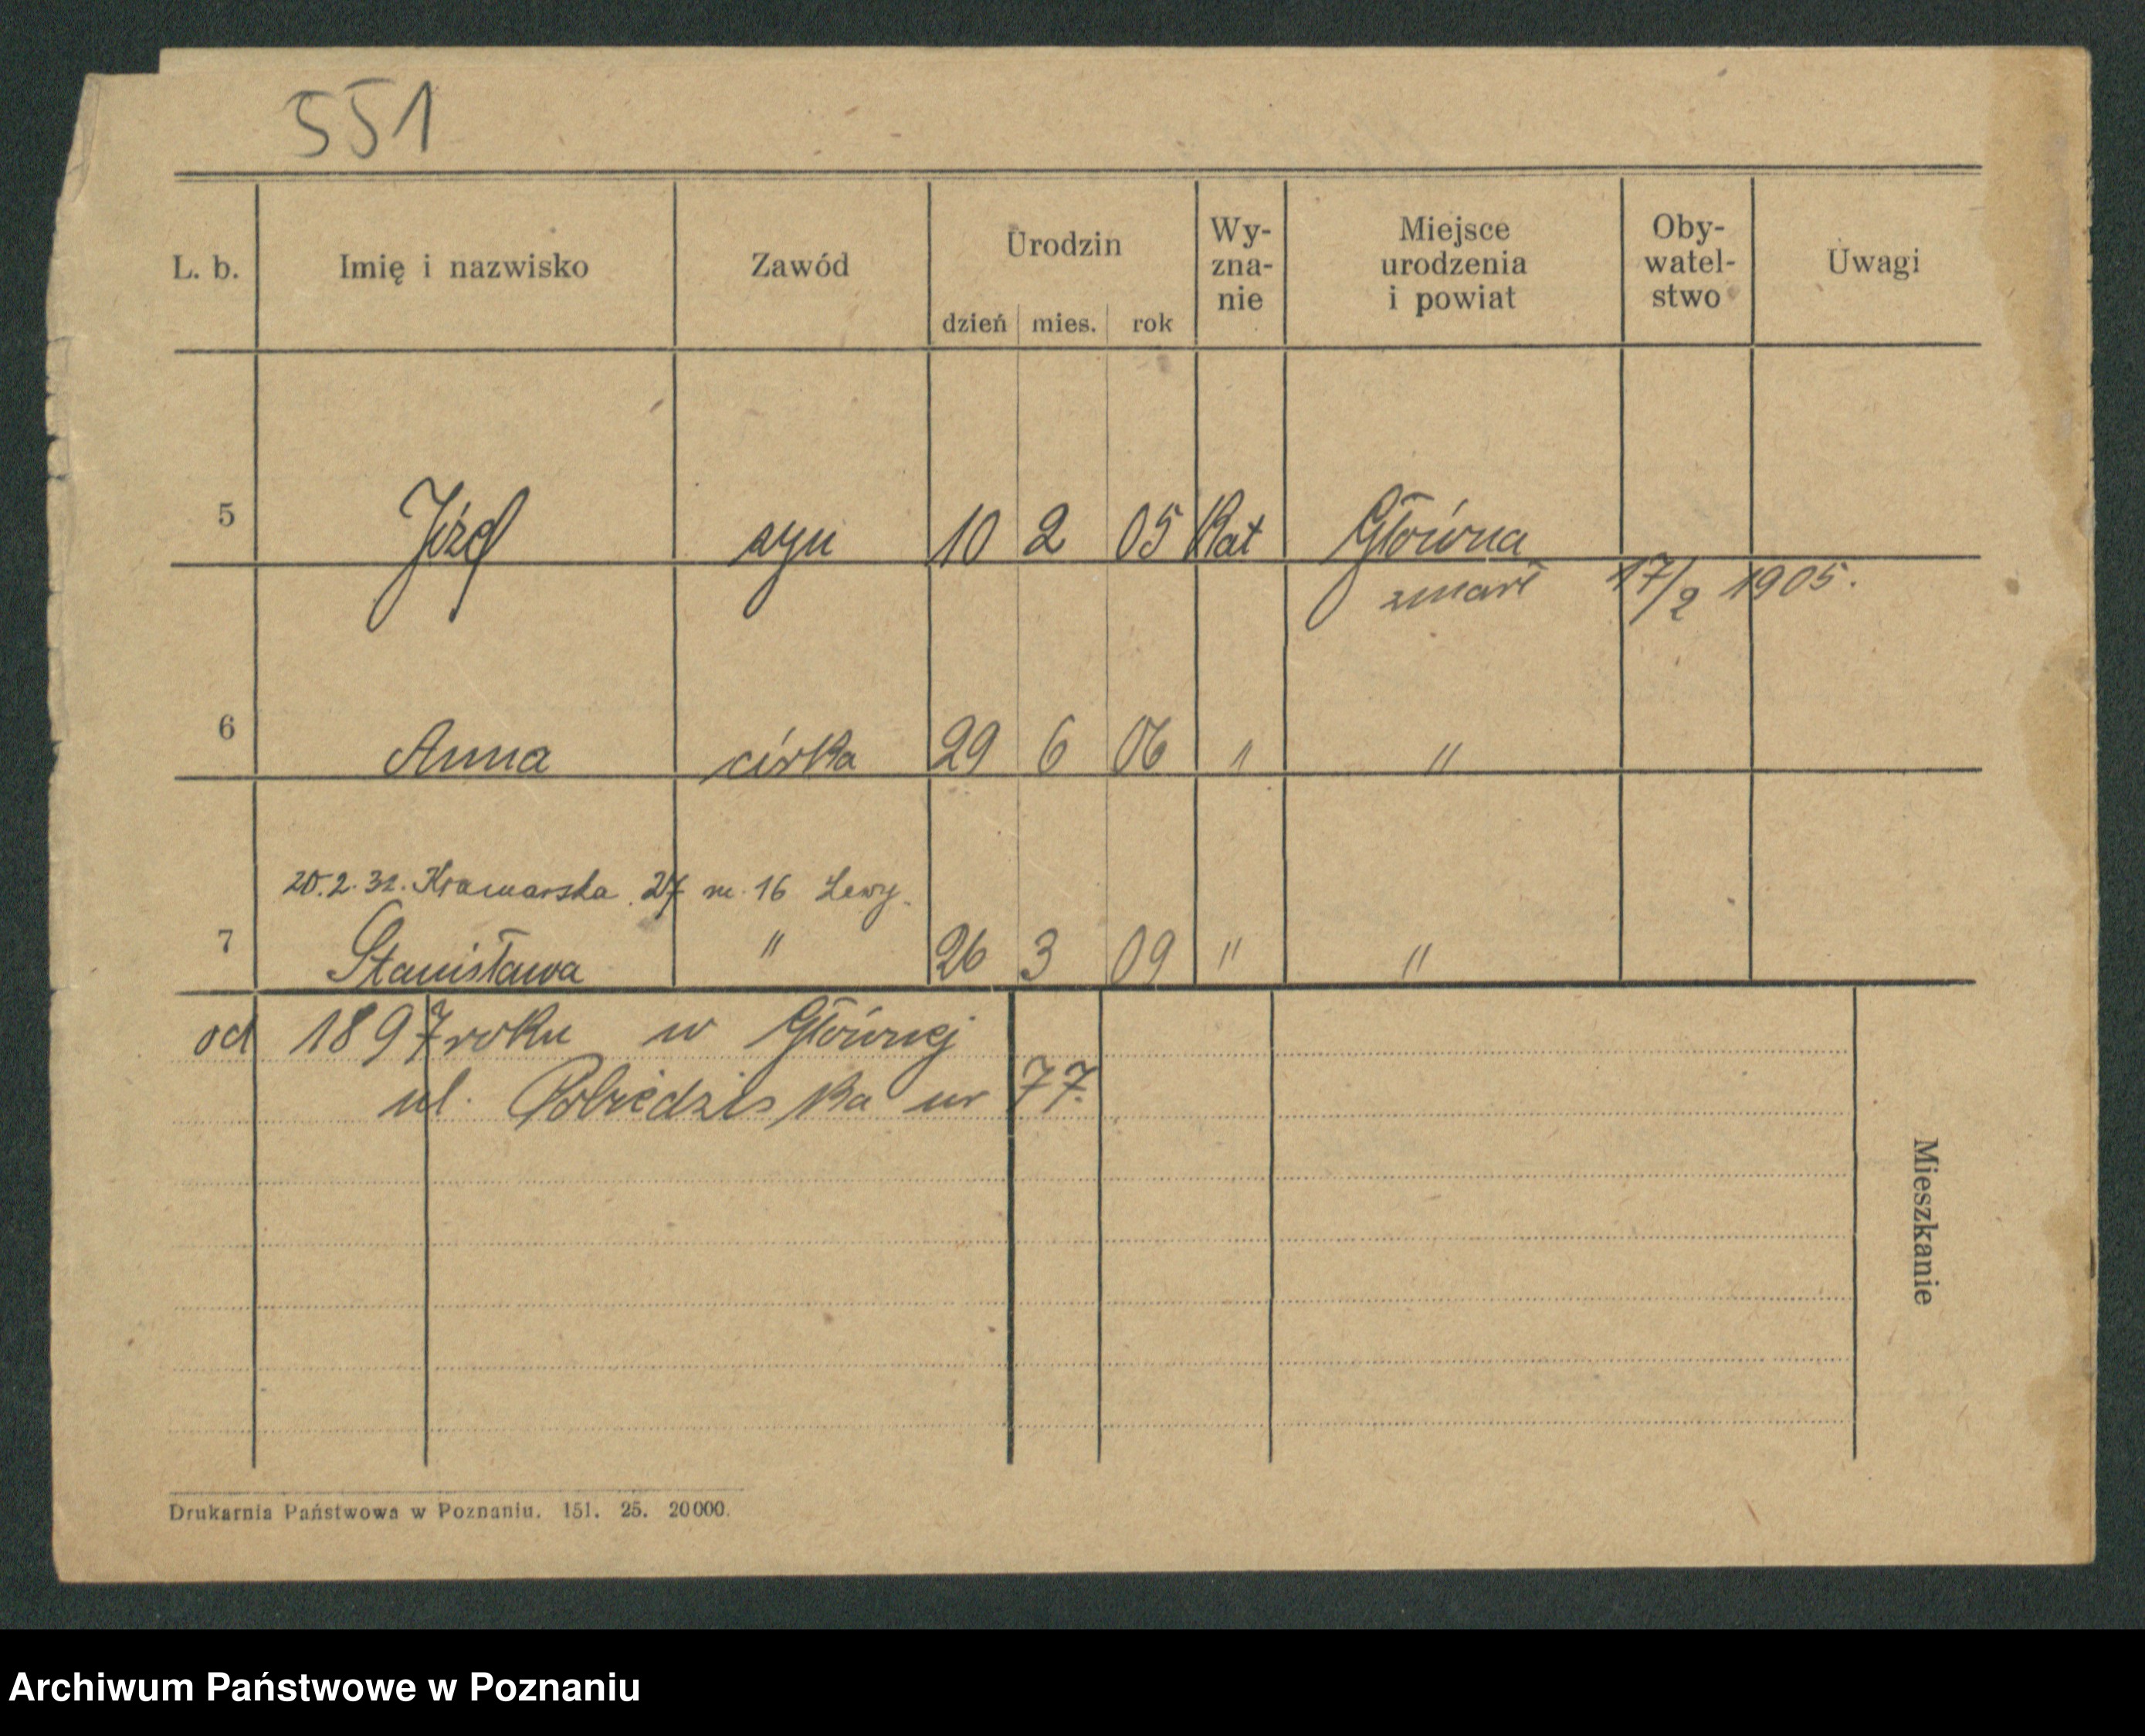 551
L. b. Imię i nazwisko Zawód Urodzin dzień mies. rok Wy- zna- nie Miejsce urodzenia i powiat Oby- watel- stwo Uwagi
5 Józef syn 10 2 05 Kat Główna
zmarł 17/2 1905.
6 Anna córka 29 6 06 " "
20.2.31. Kramarska 27 m. 16 Lewy.
7 Stanisława " 26 3 09 " "
od 1897 roku w Głównej
ul. Pobiedziska nr 77.
Mieszkanie
Drukarnia Państwowa w Poznaniu. 151. 25. 20000.
Archiwum Państwowe w Poznaniu